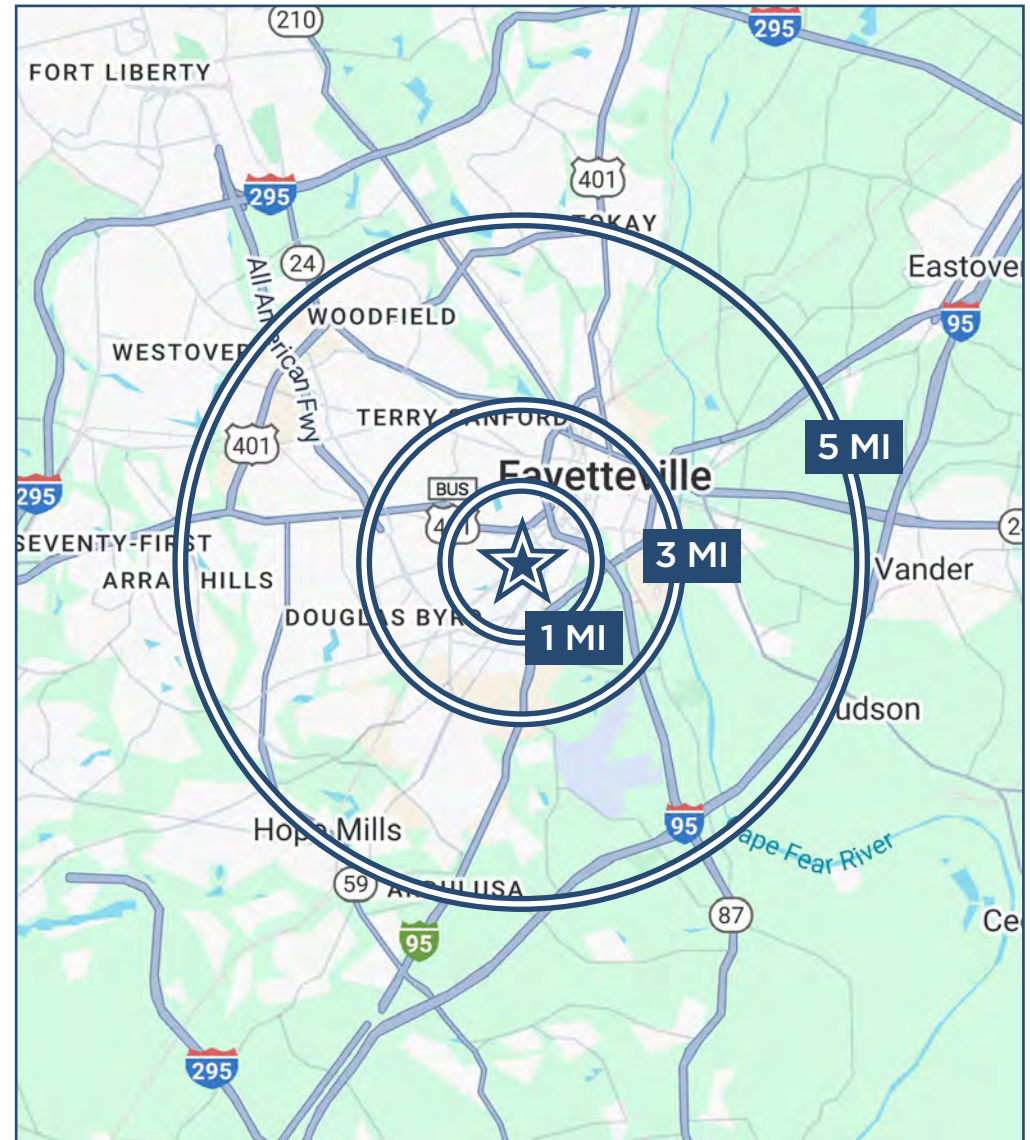 210
295
FORT LIBERTY
295
401
TOKAY
24
All American Fwy
Eastover
95
WOODFIELD
WESTOVER
TERRY SANFORD
401
5 MI
Fayetteville
BUS
401
295
SEVENTY-FIRST
3 MI
ARRAN HILLS
Vander
DOUGLAS BYRD
1 MI
udson
95
Hope Mills
Cape Fear River
59
87
95
295